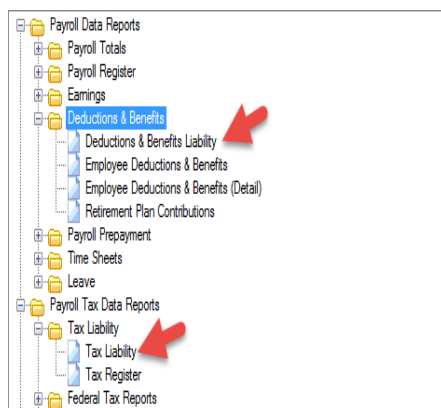 Payroll Data Reports
Payroll Totals
Payroll Register
Earnings
Deductions & Benefits
Deductions & Benefits Liability
Employee Deductions & Benefits
Employee Deductions & Benefits (Detail)
Retirement Plan Contributions
Payroll Prepayment
Time Sheets
Leave
Payroll Tax Data Reports
Tax Liability
Tax Liability
Tax Register
Federal Tax Reports